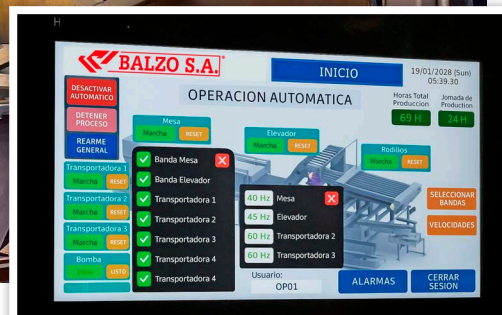 H
BALZO S.A.
INICIO
19/01/2028 (Sun)
05:39.30
DESACTIVAR
AUTOMATICO
OPERACION AUTOMATICA
Horas Total
Produccion
Jornada de
Production
69 H
24 H
DETENER
PROCESO
REARME
GENERAL
Mesa
Marcha RESET
Elevador
Marcha RESET
Rodillos
Marcha RESET
Transportadora 1
Marcha RESET
Transportadora 2
Marcha RESET
Transportadora 3
Marcha RESET
Bomba
LISTO
Banda Mesa
Banda Elevador
Transportadora 1
Transportadora 2
Transportadora 3
Transportadora 4
Transportadora 4
40 Hz Mesa
45 Hz Elevador
60 Hz Transportadora 2
60 Hz Transportadora 3
SELECCIONAR
BANDAS
VELOCIDADES
Usuario:
OP01
ALARMAS
CERRAR
SESION